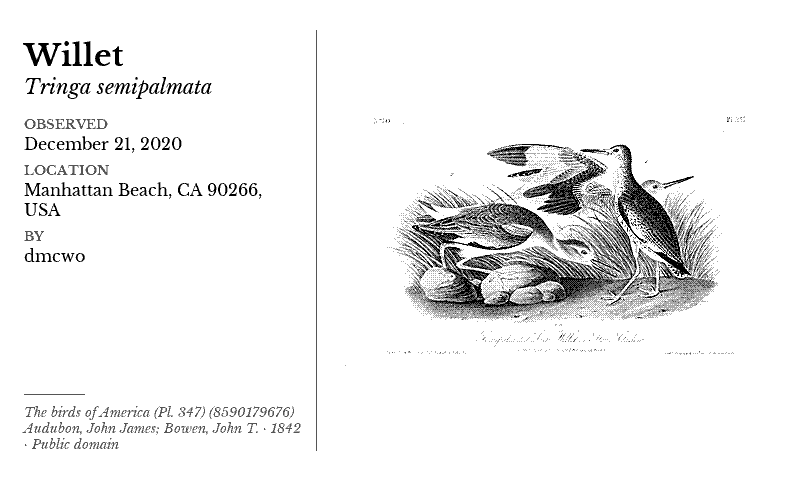 Willet
Tringa semipalmata
OBSERVED
December 21, 2020
LOCATION
Manhattan Beach, CA 90266,
USA
BY
dmcwo
The birds of America (Pl. 347) (8590179676)
Audubon, John James; Bowen, John T. · 1842
· Public domain